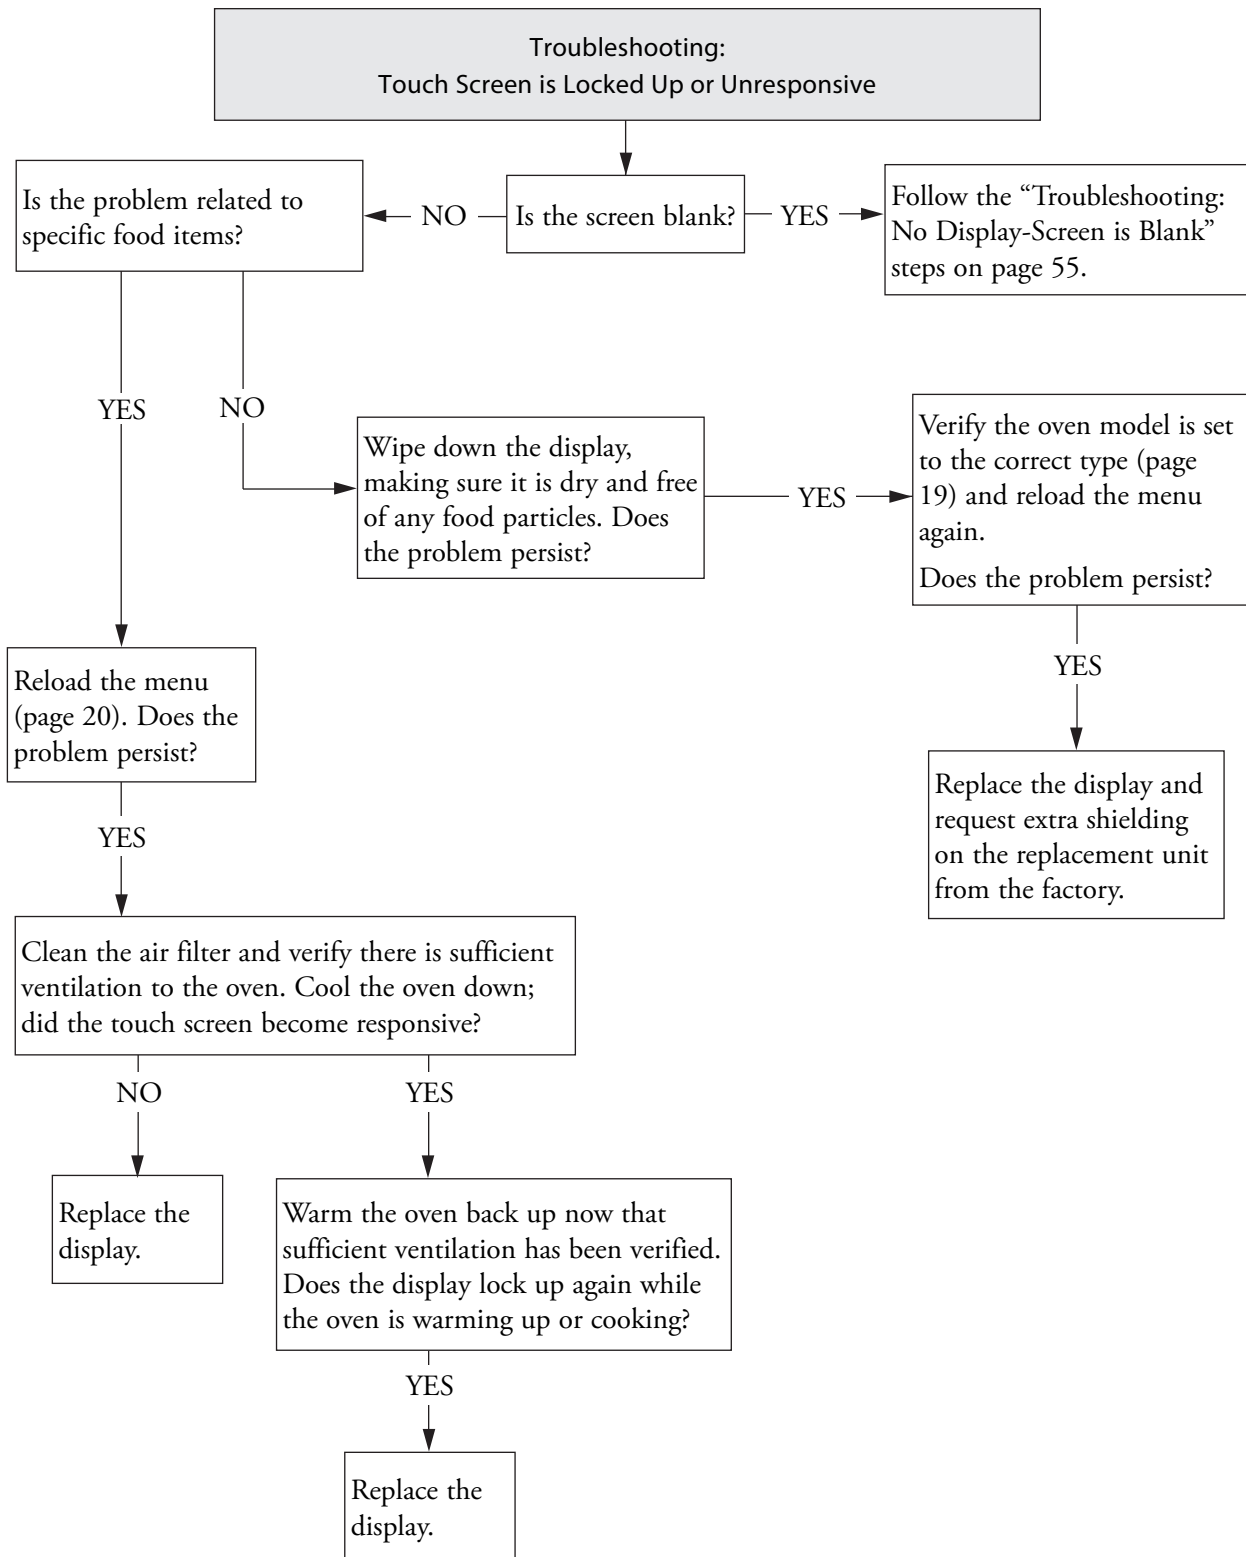 Troubleshooting:
Touch Screen is Locked Up or Unresponsive
Is the problem related to
specific food items?
NO
Is the screen blank?
YES
Follow the “Troubleshooting:
No Display-Screen is Blank”
steps on page 55.
YES
NO
Wipe down the display,
making sure it is dry and free
of any food particles. Does
the problem persist?
YES
Verify the oven model is set
to the correct type (page
19) and reload the menu
again.
Does the problem persist?
YES
Replace the display and
request extra shielding
on the replacement unit
from the factory.
Reload the menu
(page 20). Does the
problem persist?
YES
Clean the air filter and verify there is sufficient
ventilation to the oven. Cool the oven down;
did the touch screen become responsive?
NO
YES
Replace the
display.
Warm the oven back up now that
sufficient ventilation has been verified.
Does the display lock up again while
the oven is warming up or cooking?
YES
Replace the
display.